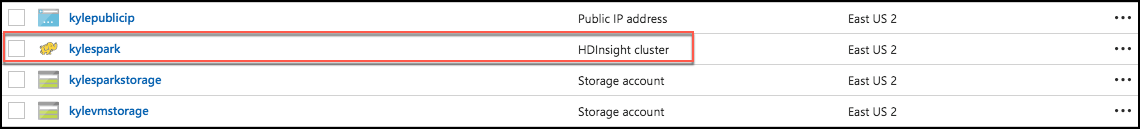 kylepublicip Public IP address East US 2 •••
kylespark HDInsight cluster East US 2 •••
kylesparkstorage Storage account East US 2 •••
kylevmstorage Storage account East US 2 •••